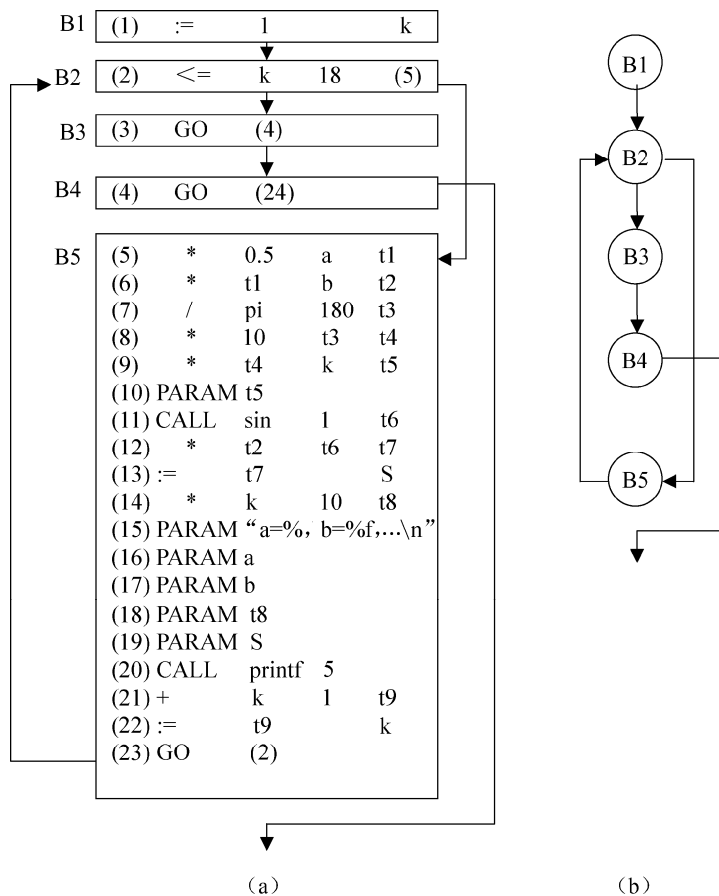 B1 (1) := 1 k
B2 (2) <= k 18 (5)
B3 (3) GO (4)
B4 (4) GO (24)
B5 (5) * 0.5 a t1
(6) * t1 b t2
(7) / pi 180 t3
(8) * 10 t3 t4
(9) * t4 k t5
(10) PARAM t5
(11) CALL sin 1 t6
(12) * t2 t6 t7
(13) := t7 S
(14) * k 10 t8
(15) PARAM “a=%, b=%f,...\n”
(16) PARAM a
(17) PARAM b
(18) PARAM t8
(19) PARAM S
(20) CALL printf 5
(21) + k 1 t9
(22) := t9 k
(23) GO (2)
(a)
B1
B2
B3
B4
B5
(b)